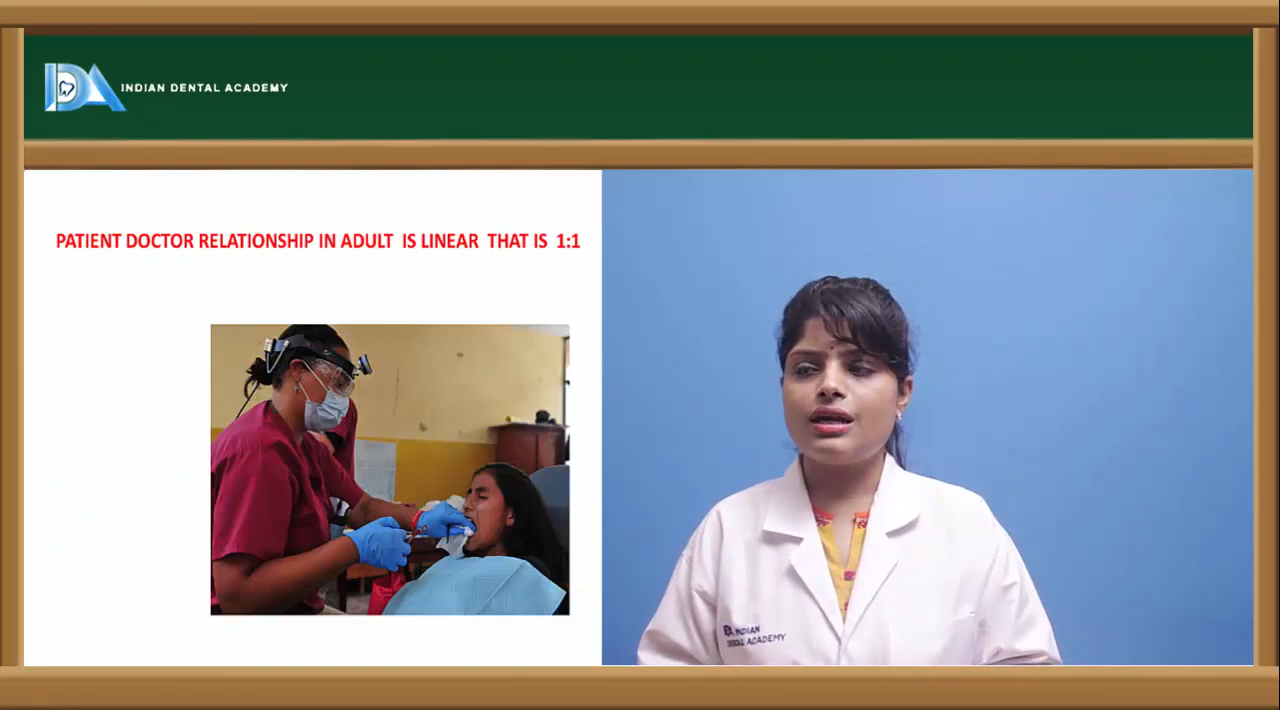 INDIAN DENTAL ACADEMY
PATIENT DOCTOR RELATIONSHIP IN ADULT IS LINEAR THAT IS 1:1
INDIAN
DENTAL ACADEMY